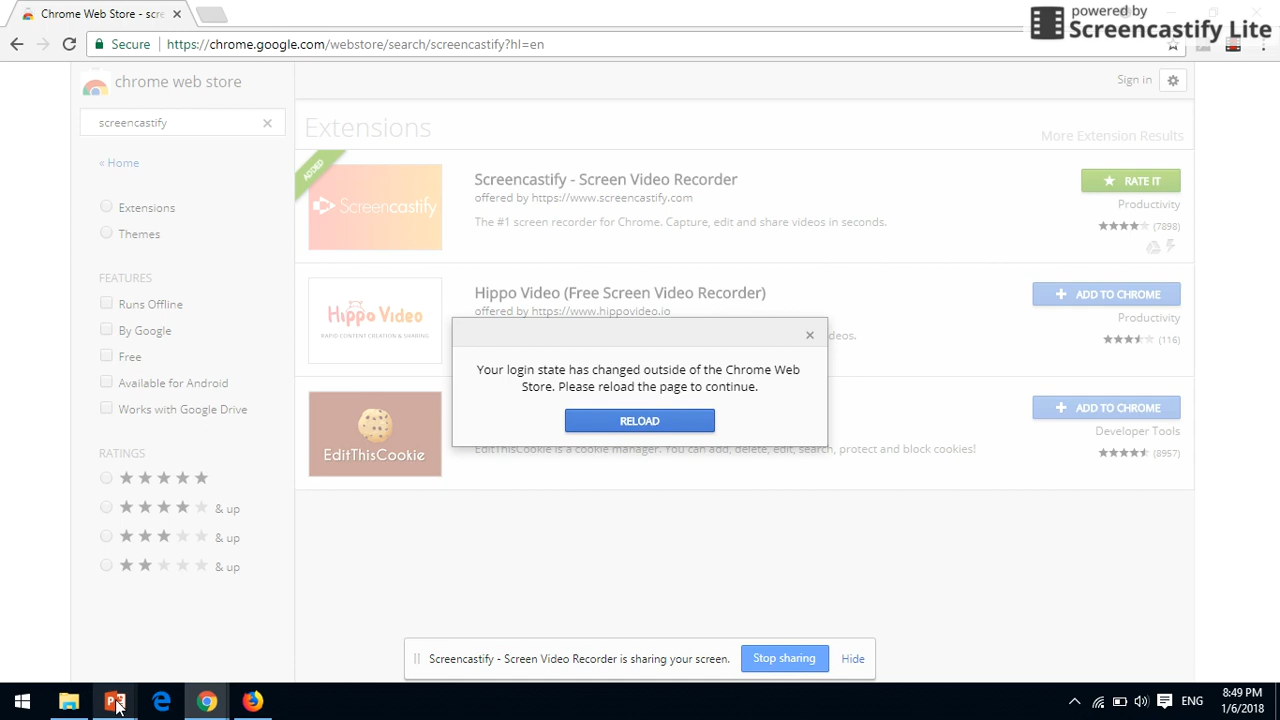 Chrome Web Store - scre
powered by
Screencastify Lite
Secure
https://chrome.google.com/webstore/search/screencastify?hl=en
chrome web store
Sign in
screencastify
Extensions
More Extension Results
« Home
Extensions
Themes
FEATURES
Runs Offline
By Google
Free
Available for Android
Works with Google Drive
RATINGS
& up
& up
& up
ADDED
Screencastify
Screencastify - Screen Video Recorder
offered by https://www.screencastify.com
The #1 screen recorder for Chrome. Capture, edit and share videos in seconds.
RATE IT
Productivity
(7898)
Hippo Video
RAPID CONTENT CREATION & SHARING
Hippo Video (Free Screen Video Recorder)
offered by https://www.hippovideo.io
deos.
ADD TO CHROME
Productivity
(116)
Your login state has changed outside of the Chrome Web
Store. Please reload the page to continue.
RELOAD
EditThisCookie
EditThisCookie is a cookie manager. You can add, delete, edit, search, protect and block cookies!
ADD TO CHROME
Developer Tools
(8957)
Screencastify - Screen Video Recorder is sharing your screen.
Stop sharing
Hide
ENG
8:49 PM
1/6/2018